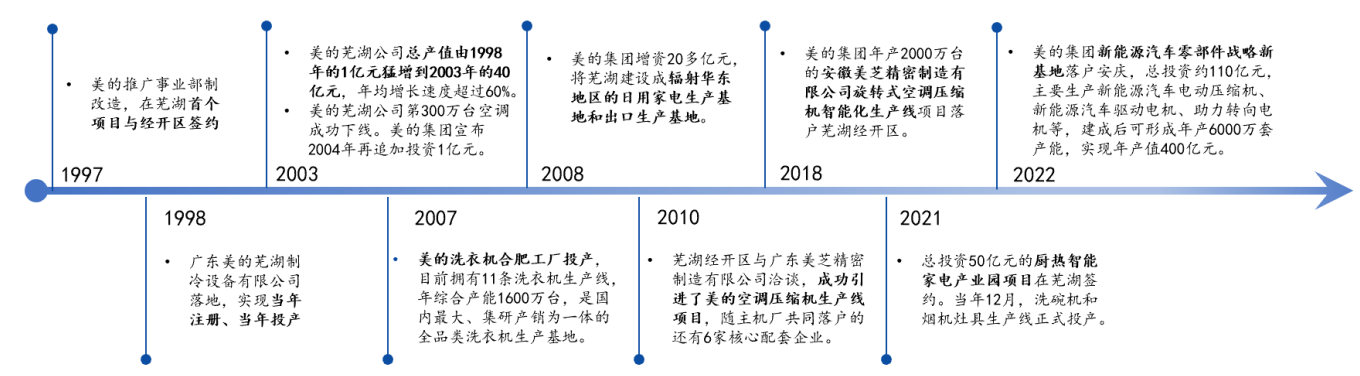 • 美的推广事业部制
改造，在芜湖首个
项目与经开区签约
1997
• 美的芜湖公司总产值由1998
年的1亿元猛增到2003年的40
亿元，年均增长速度超过60%。
• 美的芜湖公司第300万台空调
成功下线。美的集团宣布
2004年再追加投资1亿元。
2003
• 美的集团增资20多亿元，
将芜湖建设成辐射华东
地区的日用家电生产基
地和出口生产基地。
2008
• 美的集团年产2000万台
的安徽美芝精密制造有
限公司旋转式空调压缩
机智能化生产线项目落
户芜湖经开区。
2018
• 美的集团新能源汽车零部件战略新
基地落户安庆，总投资约110亿元，
主要生产新能源汽车电动压缩机、
新能源汽车驱动电机、助力转向电
机等，建成后可形成年产6000万套
产能，实现年产值400亿元。
2022
1998
• 广东美的芜湖制
冷设备有限公司
落地，实现当年
注册、当年投产
2007
• 美的洗衣机合肥工厂投产，
目前拥有11条洗衣机生产线，
年综合产能1600万台，是国
内最大、集研产销为一体的
全品类洗衣机生产基地。
2010
• 芜湖经开区与广东美芝精密
制造有限公司洽谈，成功引
进了美的空调压缩机生产线
项目，随主机厂共同落户的
还有6家核心配套企业。
2021
• 总投资50亿元的厨热智能
家电产业园项目在芜湖签
约。当年12月，洗碗机和
烟机灶具生产线正式投产。